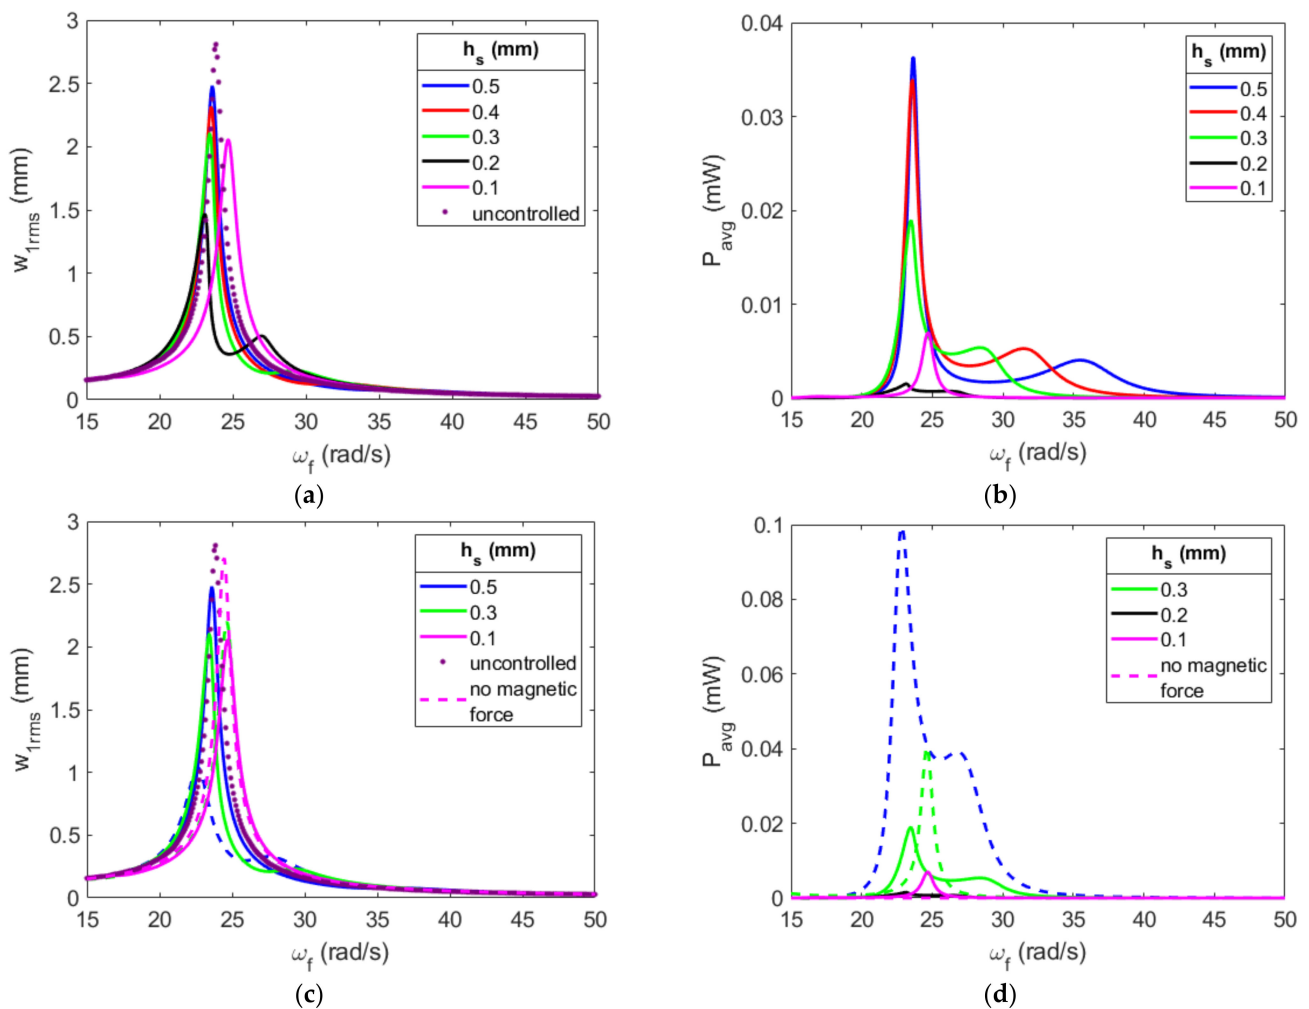 3
2.5
2
1.5
1
0.5
0
w1rms (mm)
15 20 25 30 35 40 45 50
ωf (rad/s)
hs (mm)
0.5
0.4
0.3
0.2
0.1
uncontrolled
(a)
0.04
0.03
0.02
0.01
0
Pavg (mW)
15 20 25 30 35 40 45 50
ωf (rad/s)
hs (mm)
0.5
0.4
0.3
0.2
0.1
(b)
3
2.5
2
1.5
1
0.5
0
w1rms (mm)
15 20 25 30 35 40 45 50
ωf (rad/s)
hs (mm)
0.5
0.3
0.1
uncontrolled
no magnetic
force
(c)
0.1
0.08
0.06
0.04
0.02
0
Pavg (mW)
15 20 25 30 35 40 45 50
ωf (rad/s)
hs (mm)
0.3
0.2
0.1
no magnetic
force
(d)